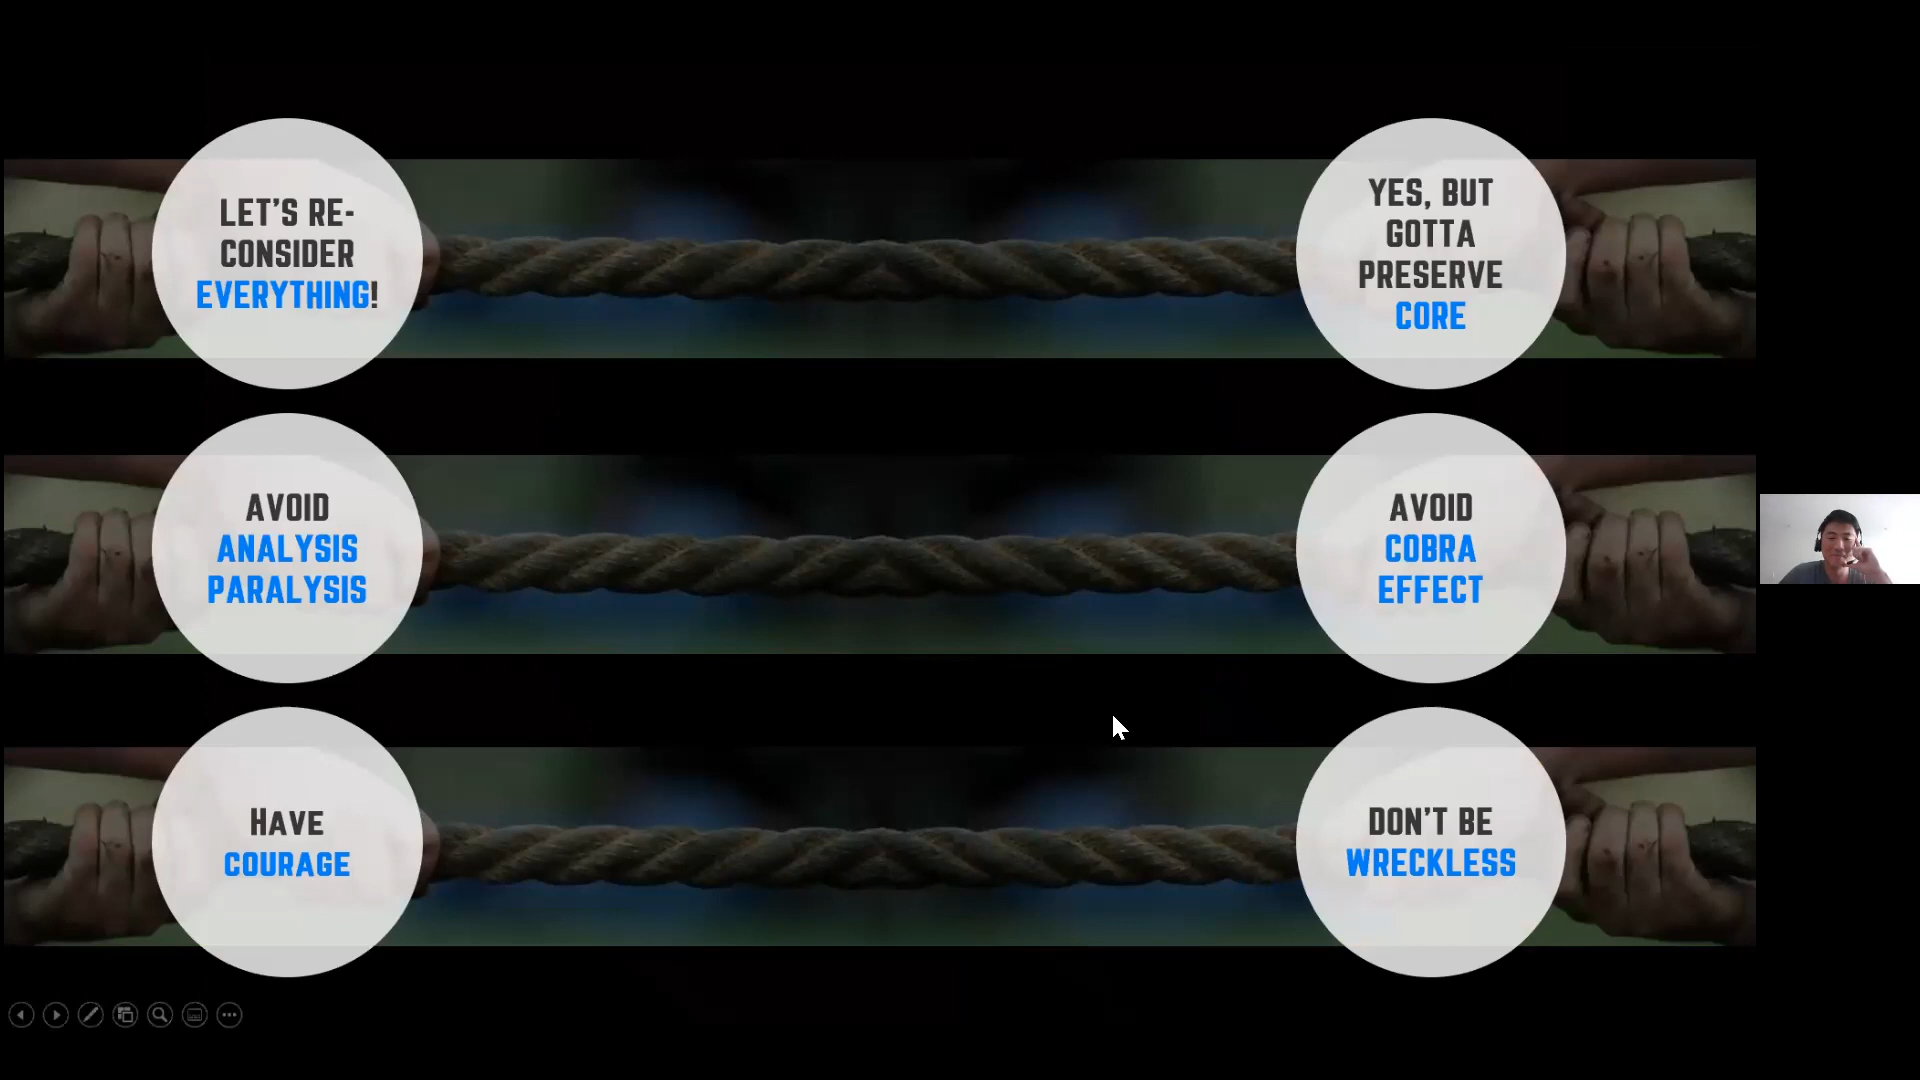 LET'S RE-
CONSIDER
EVERYTHING!
YES, BUT
GOTTA
PRESERVE
CORE
AVOID
ANALYSIS
PARALYSIS
AVOID
COBRA
EFFECT
HAVE
COURAGE
DON'T BE
WRECKLESS